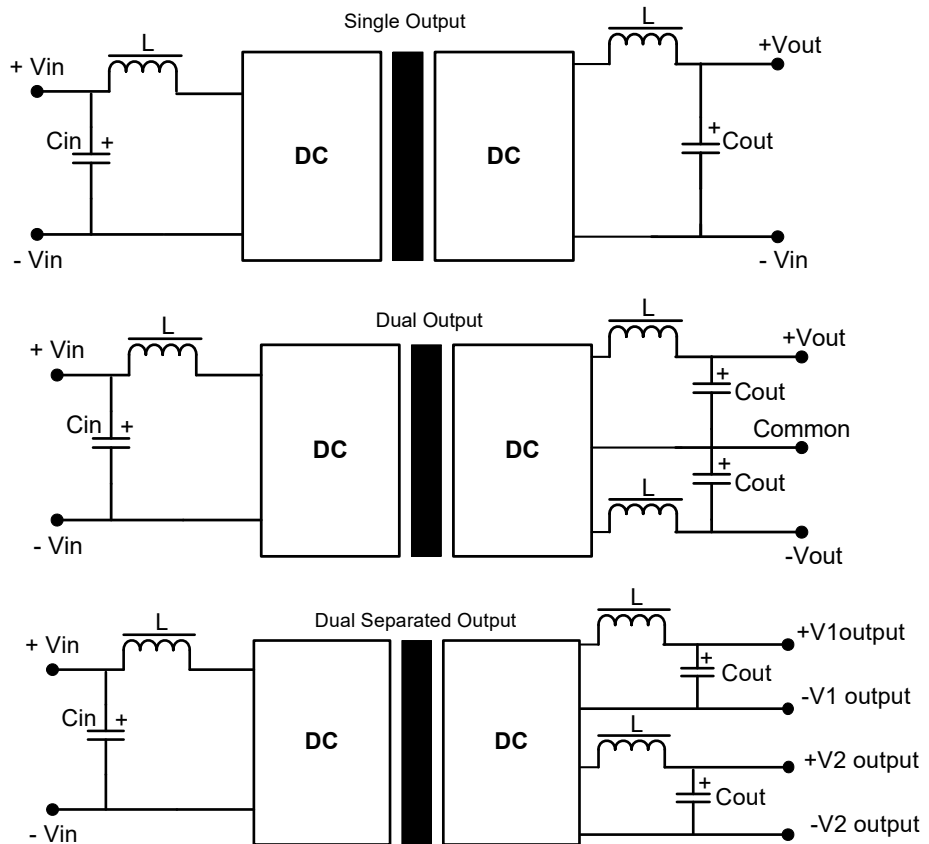 Single Output
L
L
+ Vin
+Vout
Cin
+
DC
DC
+
Cout
- Vin
- Vin
Dual Output
L
L
+ Vin
+Vout
Cin
+
DC
DC
+
Cout
Common
+
Cout
L
- Vin
-Vout
Dual Separated Output
L
L
+ Vin
+V1output
Cin
+
DC
DC
+
Cout
-V1 output
L
+V2 output
+
Cout
- Vin
-V2 output